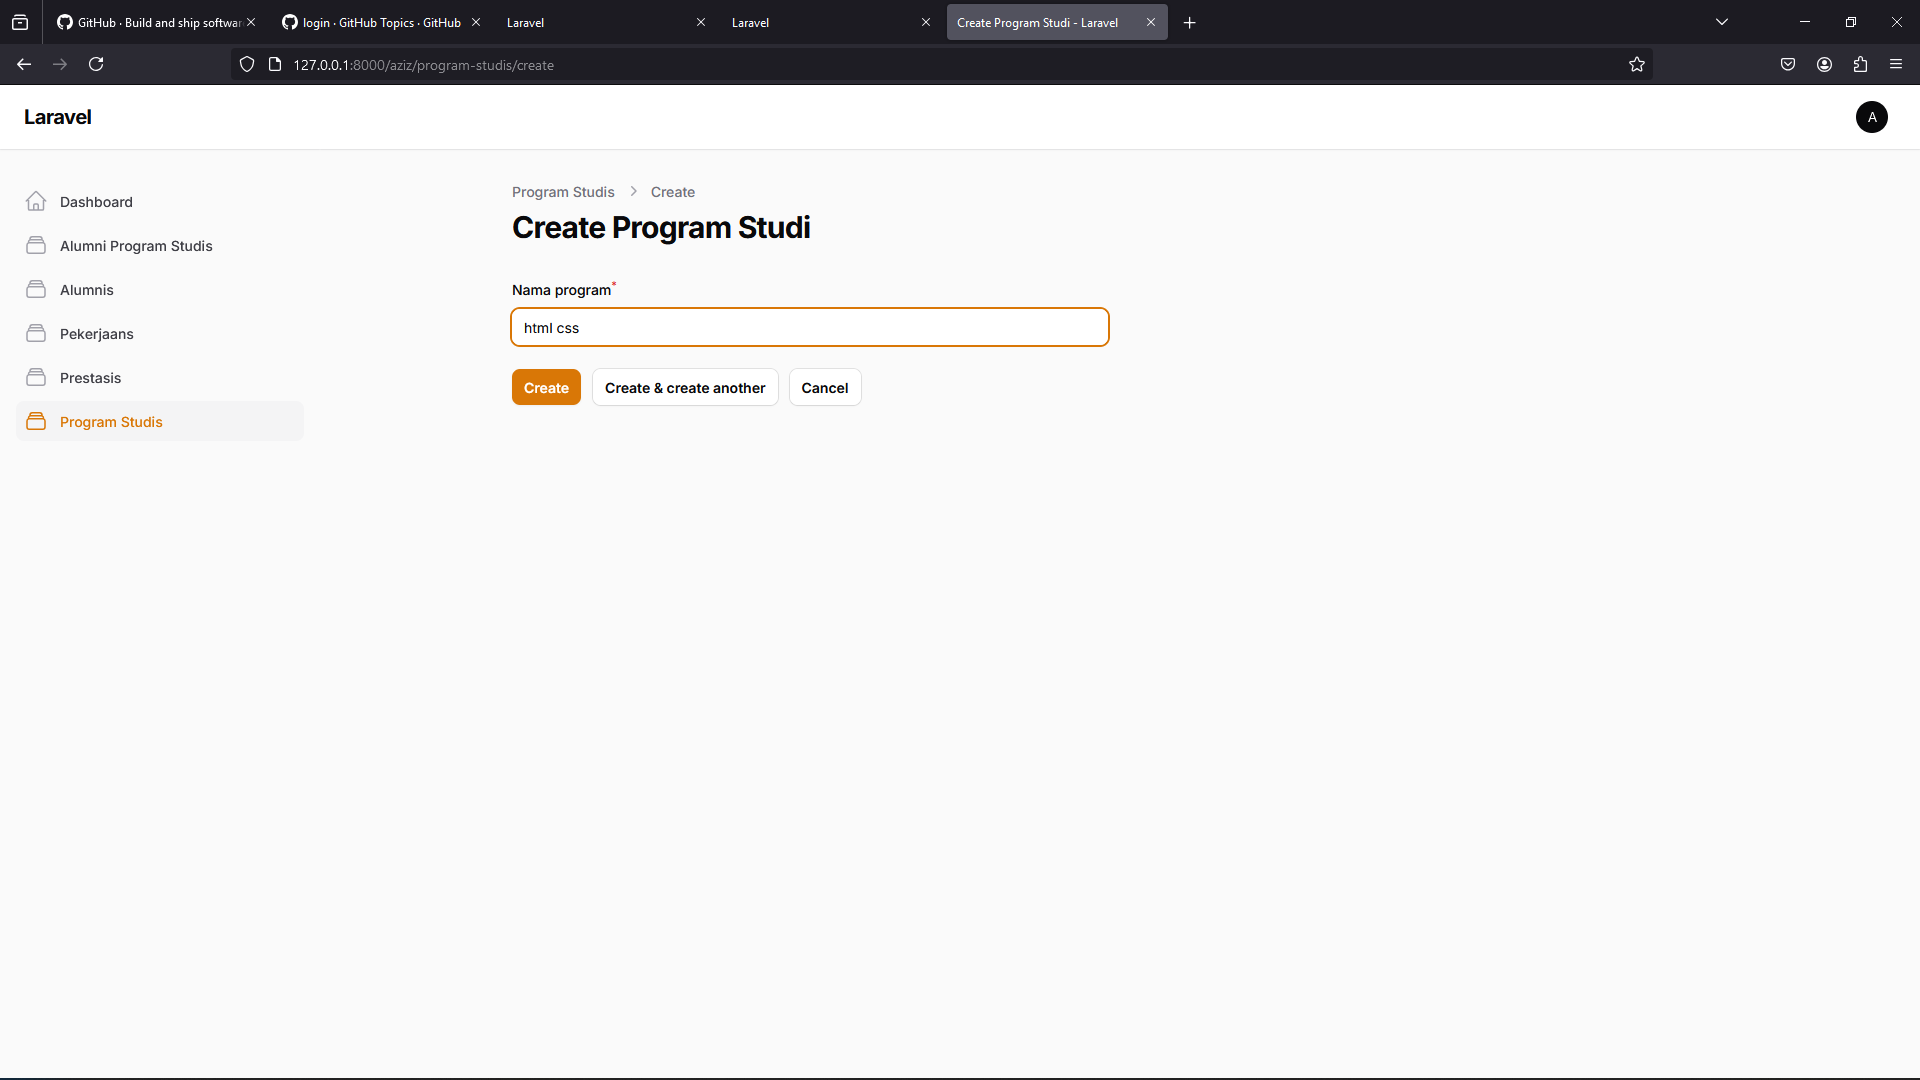 GitHub · Build and ship softwar
login · GitHub Topics · GitHub
Laravel
Laravel
Create Program Studi - Laravel
127.0.0.1:8000/aziz/program-studis/create
Laravel
A
Dashboard
Alumni Program Studis
Alumnis
Pekerjaans
Prestasis
Program Studis
Program Studis > Create
Create Program Studi
Nama program*
html css
Create
Create & create another
Cancel